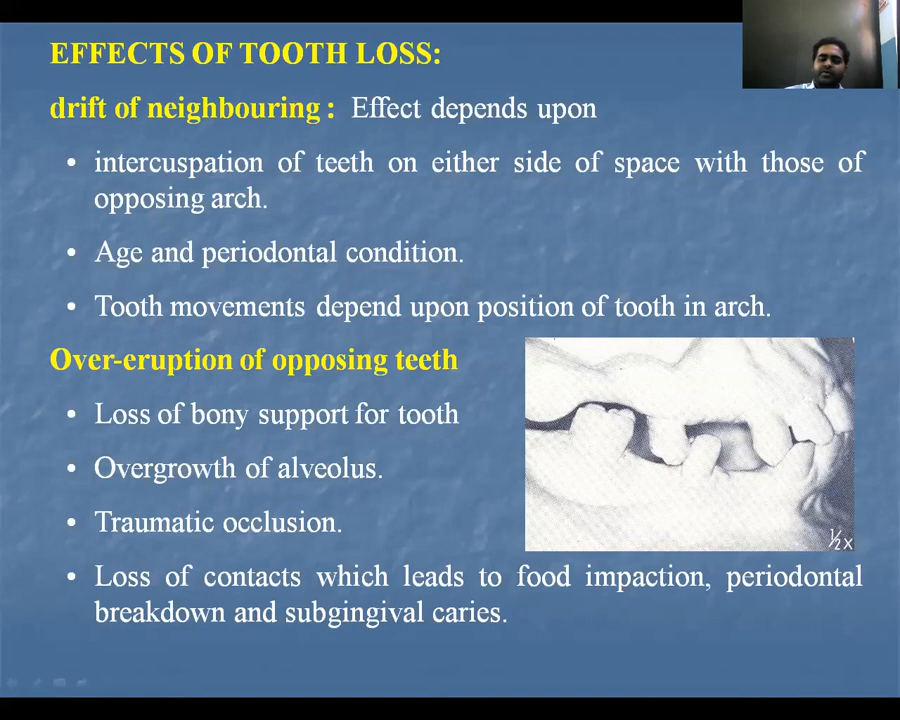 EFFECTS OF TOOTH LOSS:
drift of neighbouring : Effect depends upon
• intercuspation of teeth on either side of space with those of
opposing arch.
• Age and periodontal condition.
• Tooth movements depend upon position of tooth in arch.
Over-eruption of opposing teeth
• Loss of bony support for tooth
• Overgrowth of alveolus.
• Traumatic occlusion.
½x
• Loss of contacts which leads to food impaction, periodontal
breakdown and subgingival caries.